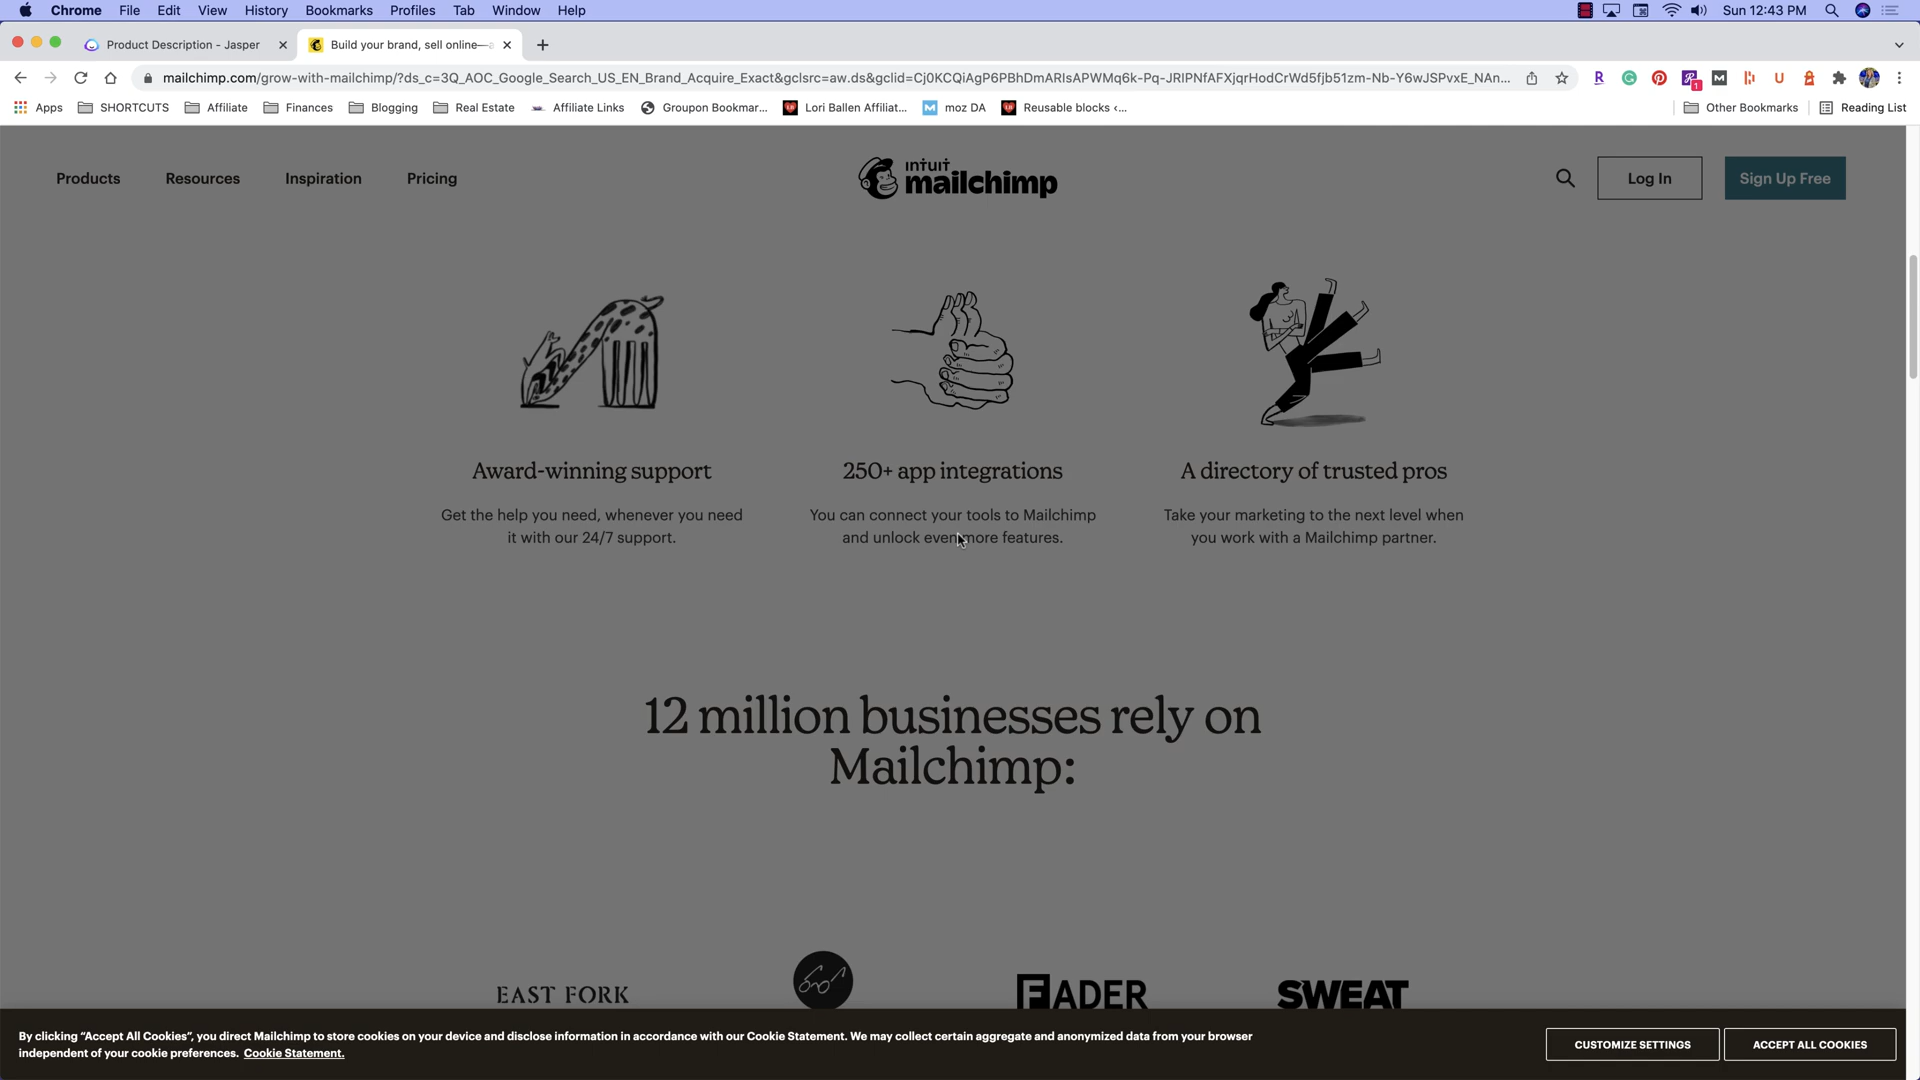 Chrome File Edit View History Bookmarks Profiles Tab Window Help Sun 12:43 PM
Product Description - Jasper
Build your brand, sell online—
mailchimp.com/grow-with-mailchimp/?ds_c=3Q_AOC_Google_Search_US_EN_Brand_Acquire_Exact&gclsrc=aw.ds&gclid=Cj0KCQiAgP6PBhDmARIsAPWMq6k-Pq-JRlPNfAFXjqrHodCrWd5fjb51zm-Nb-Y6wJSPvxE_NAn...
Apps SHORTCUTS Affiliate Finances Blogging Real Estate Affiliate Links Groupon Bookmar... Lori Ballen Affiliat... moz DA Reusable blocks <... Other Bookmarks Reading List
Products Resources Inspiration Pricing
INTUIT
mailchimp
Log In
Sign Up Free
Award-winning support
Get the help you need, whenever you need
it with our 24/7 support.
250+ app integrations
You can connect your tools to Mailchimp
and unlock even more features.
A directory of trusted pros
Take your marketing to the next level when
you work with a Mailchimp partner.
12 million businesses rely on
Mailchimp:
EAST FORK
FADER
SWEAT
By clicking “Accept All Cookies”, you direct Mailchimp to store cookies on your device and disclose information in accordance with our Cookie Statement. We may collect certain aggregate and anonymized data from your browser
independent of your cookie preferences. Cookie Statement.
CUSTOMIZE SETTINGS
ACCEPT ALL COOKIES